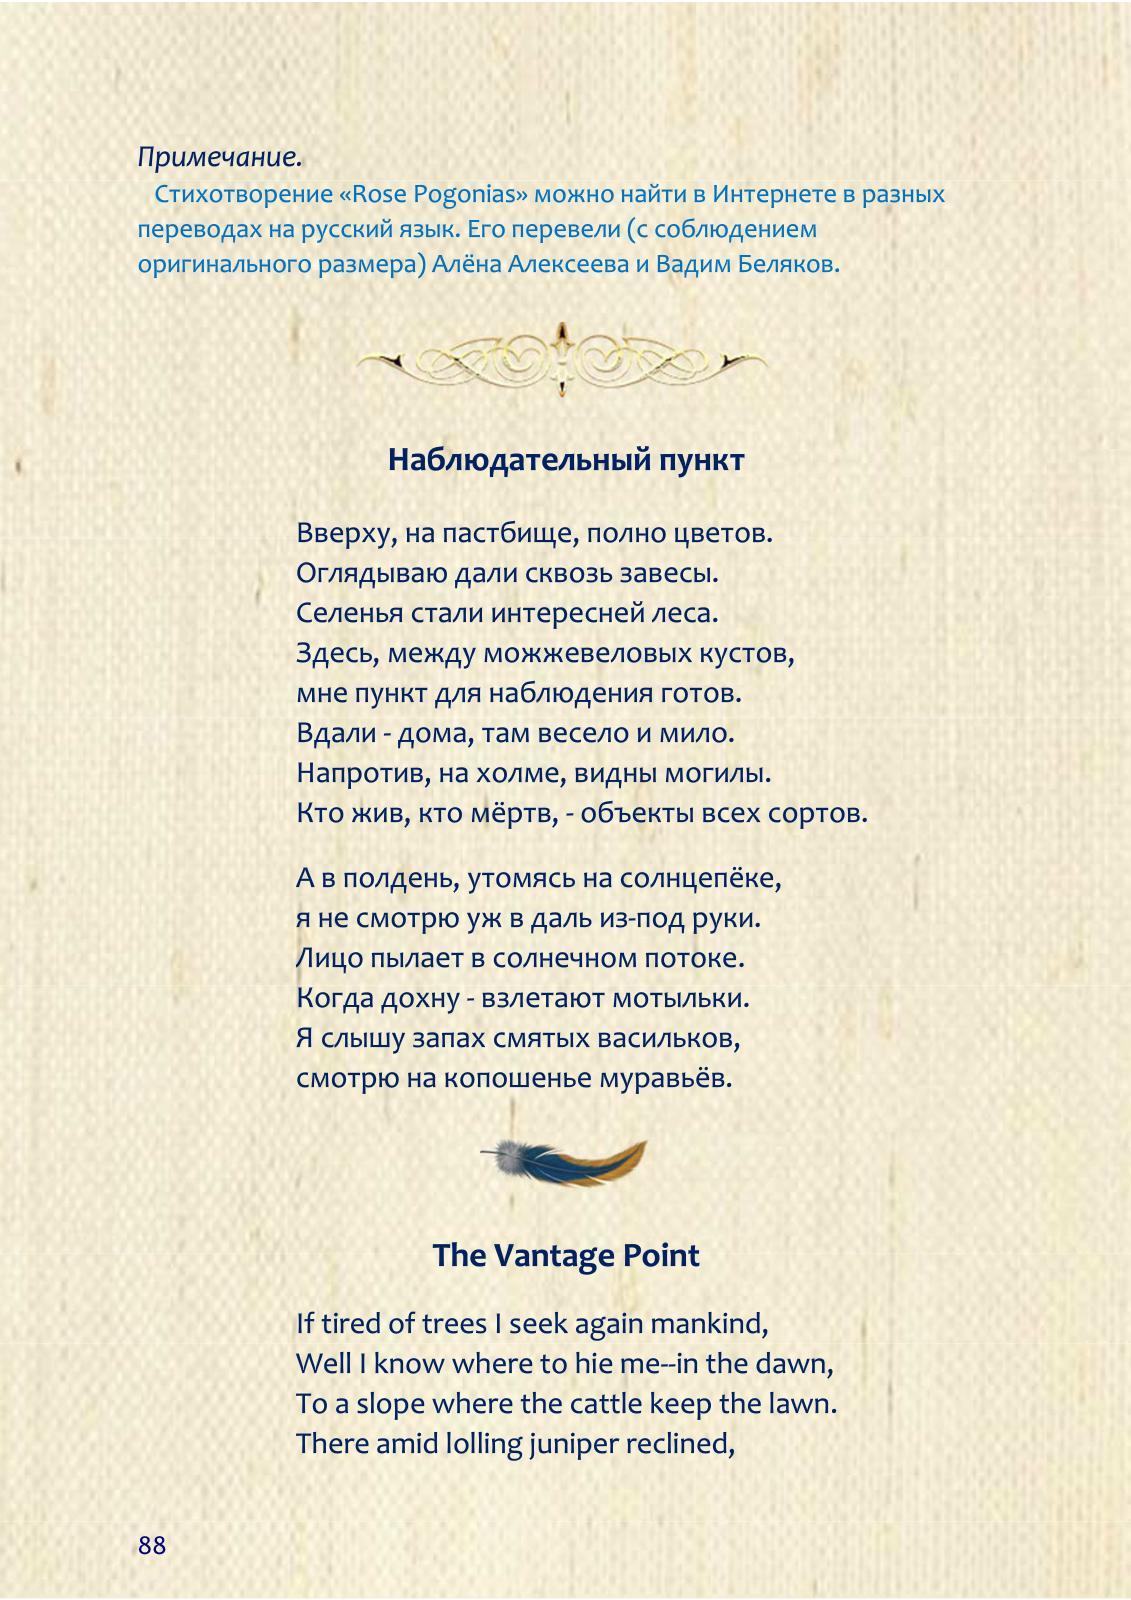 Примечание.
Стихотворение «Rose Pogonias» можно найти в Интернете в разных
переводах на русский язык. Его перевели (с соблюдением
оригинального размера) Алёна Алексеева и Вадим Беляков.
Наблюдательный пункт
Вверху, на пастбище, полно цветов.
Оглядываю дали сквозь завесы.
Селенья стали интересней леса.
Здесь, между можжевеловых кустов,
мне пункт для наблюдения готов.
Вдали - дома, там весело и мило.
Напротив, на холме, видны могилы.
Кто жив, кто мёртв, - объекты всех сортов.
А в полдень, утомясь на солнцепёке,
я не смотрю уж в даль из-под руки.
Лицо пылает в солнечном потоке.
Когда дохну - взлетают мотыльки.
Я слышу запах смятых васильков,
смотрю на копошенье муравьёв.
The Vantage Point
If tired of trees I seek again mankind,
Well I know where to hie me--in the dawn,
To a slope where the cattle keep the lawn.
There amid lolling juniper reclined,
88